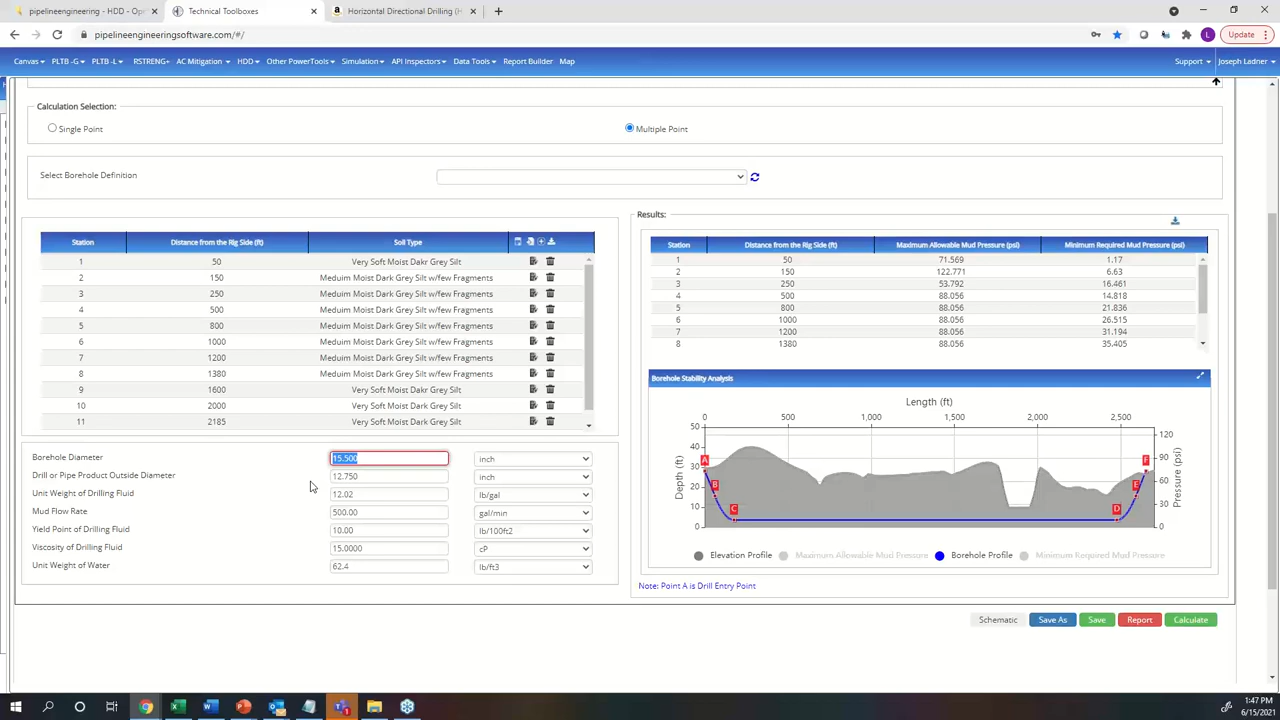 pipelineengineering - HDD - Op
Technical Toolboxes
Horizontal Directional Drilling (H
pipelineengineeringsoftware.com/#/
Update
Canvas PLTB -G PLTB -L RSTRENG+ AC Mitigation HDD Other PowerTools Simulation API Inspectors Data Tools Report Builder Map Support Joseph Ladner
Calculation Selection:
Single Point Multiple Point
Select Borehole Definition
Station Distance from the Rig Side (ft) Soil Type
1 50 Very Soft Moist Dakr Grey Silt
2 150 Meduim Moist Dark Grey Silt w/few Fragments
3 250 Meduim Moist Dark Grey Silt w/few Fragments
4 500 Meduim Moist Dark Grey Silt w/few Fragments
5 800 Meduim Moist Dark Grey Silt w/few Fragments
6 1000 Meduim Moist Dark Grey Silt w/few Fragments
7 1200 Meduim Moist Dark Grey Silt w/few Fragments
8 1380 Meduim Moist Dark Grey Silt w/few Fragments
9 1600 Very Soft Moist Dakr Grey Silt
10 2000 Very Soft Moist Dakr Grey Silt
11 2185 Very Soft Moist Dakr Grey Silt
Borehole Diameter 15.500 inch
Drill or Pipe Product Outside Diameter 12.750 inch
Unit Weight of Drilling Fluid 12.02 lb/gal
Mud Flow Rate 500.00 gal/min
Yield Point of Drilling Fluid 10.00 lb/100ft2
Viscosity of Drilling Fluid 15.0000 cP
Unit Weight of Water 62.4 lb/ft3
Results:
Station Distance from the Rig Side (ft) Maximum Allowable Mud Pressure (psi) Minimum Required Mud Pressure (psi)
1 50 71.569 1.17
2 150 122.771 6.63
3 250 53.792 16.461
4 500 88.056 14.818
5 800 88.056 21.836
6 1000 88.056 26.515
7 1200 88.056 31.194
8 1380 88.056 35.405
Borehole Stability Analysis
Length (ft)
0 500 1,000 1,500 2,000 2,500
50 120
40 90
30
20 60
10 30
0 0
Depth (ft)
Pressure (psi)
A B C D E F
Elevation Profile Maximum Allowable Mud Pressure Borehole Profile Minimum Required Mud Pressure
Note: Point A is Drill Entry Point
Schematic Save As Save Report Calculate
1:47 PM
6/15/2021